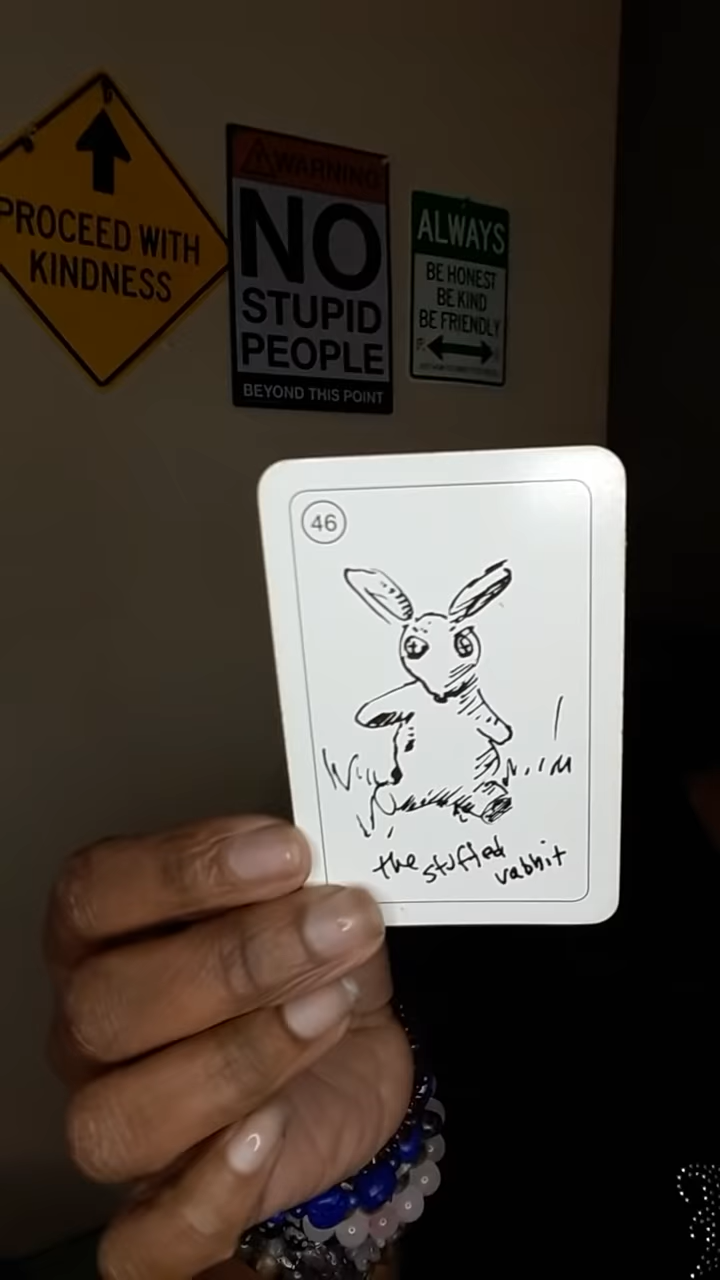 PROCEED WITH
KINDNESS
WARNING
NO
STUPID
PEOPLE
BEYOND THIS POINT
ALWAYS
BE HONEST
BE KIND
BE FRIENDLY
46
the stuffed rabbit